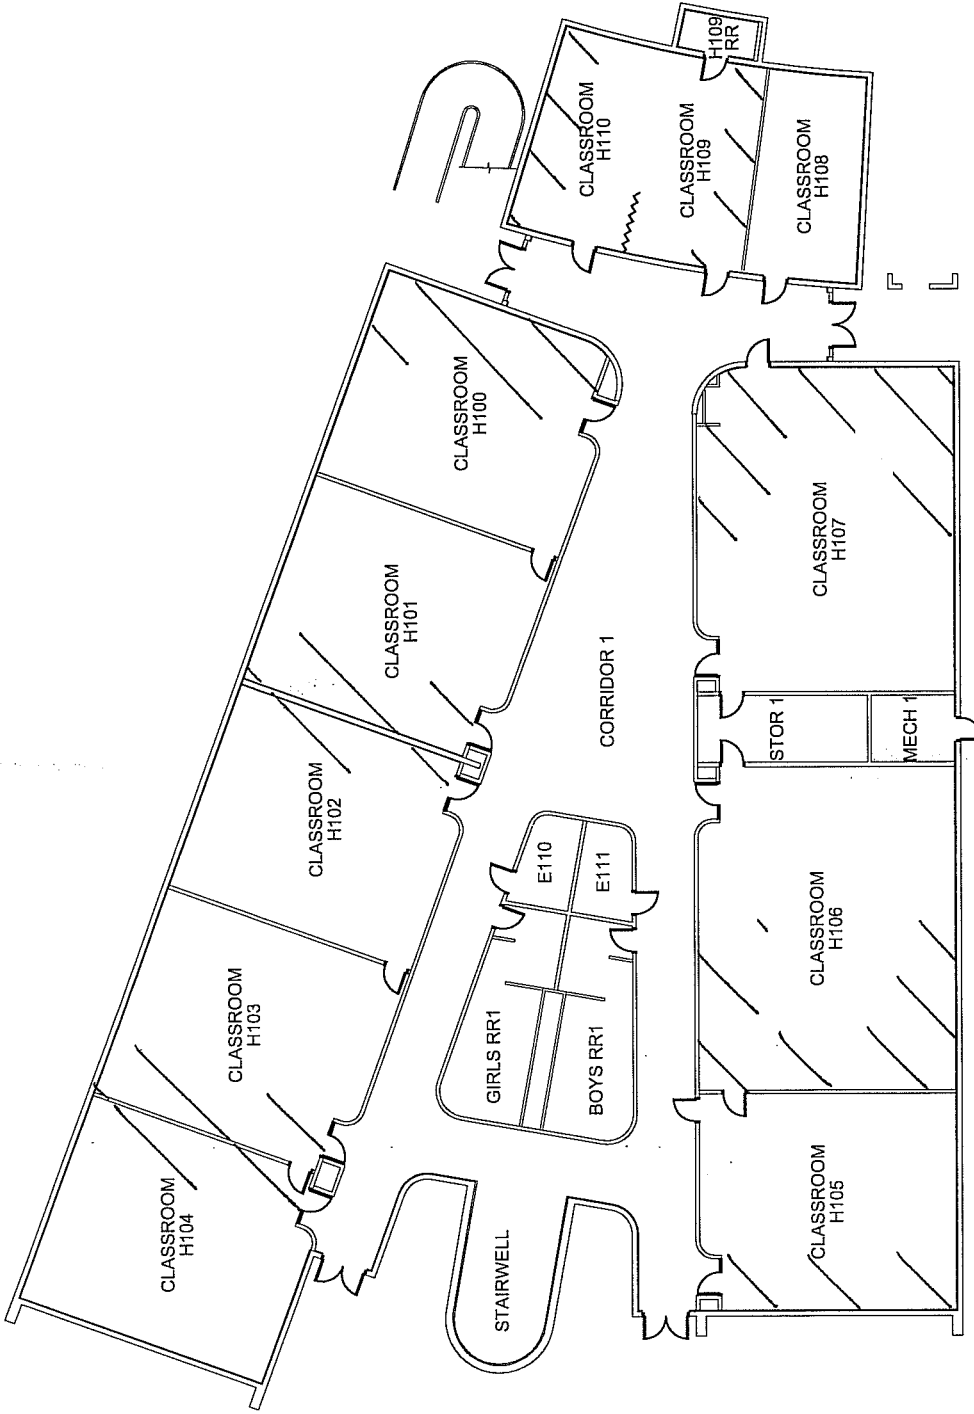 H109
RR
CLASSROOM
H110
CLASSROOM
H109
CLASSROOM
H108
CLASSROOM
H100
CLASSROOM
H101
CLASSROOM
H107
CORRIDOR 1
STOR 1
MECH 1
CLASSROOM
H102
E110
E111
CLASSROOM
H106
CLASSROOM
H103
GIRLS RR1
BOYS RR1
CLASSROOM
H104
CLASSROOM
H105
STAIRWELL